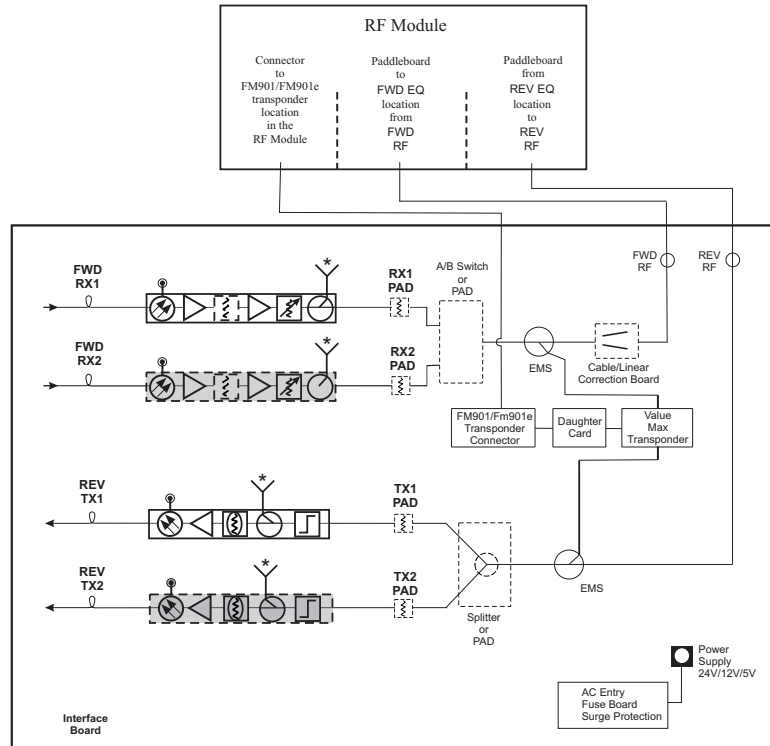 RF Module
Connector
to
FM901/FM901e
transponder
location
in the
RF Module
Paddleboard
to
FWD EQ
location
from
FWD
RF
Paddleboard
from
REV EQ
location
to
REV
RF
FWD
RF
REV
RF
FWD
RX1
*
RX1
PAD
A/B Switch
or
PAD
FWD
RX2
*
RX2
PAD
EMS
Cable/Linear
Correction Board
FM901/Fm901e
Transponder
Connector
Daughter
Card
Value
Max
Transponder
REV
TX1
*
TX1
PAD
REV
TX2
*
TX2
PAD
Splitter
or
PAD
EMS
Power
Supply
24V/12V/5V
AC Entry
Fuse Board
Surge Protection
Interface
Board